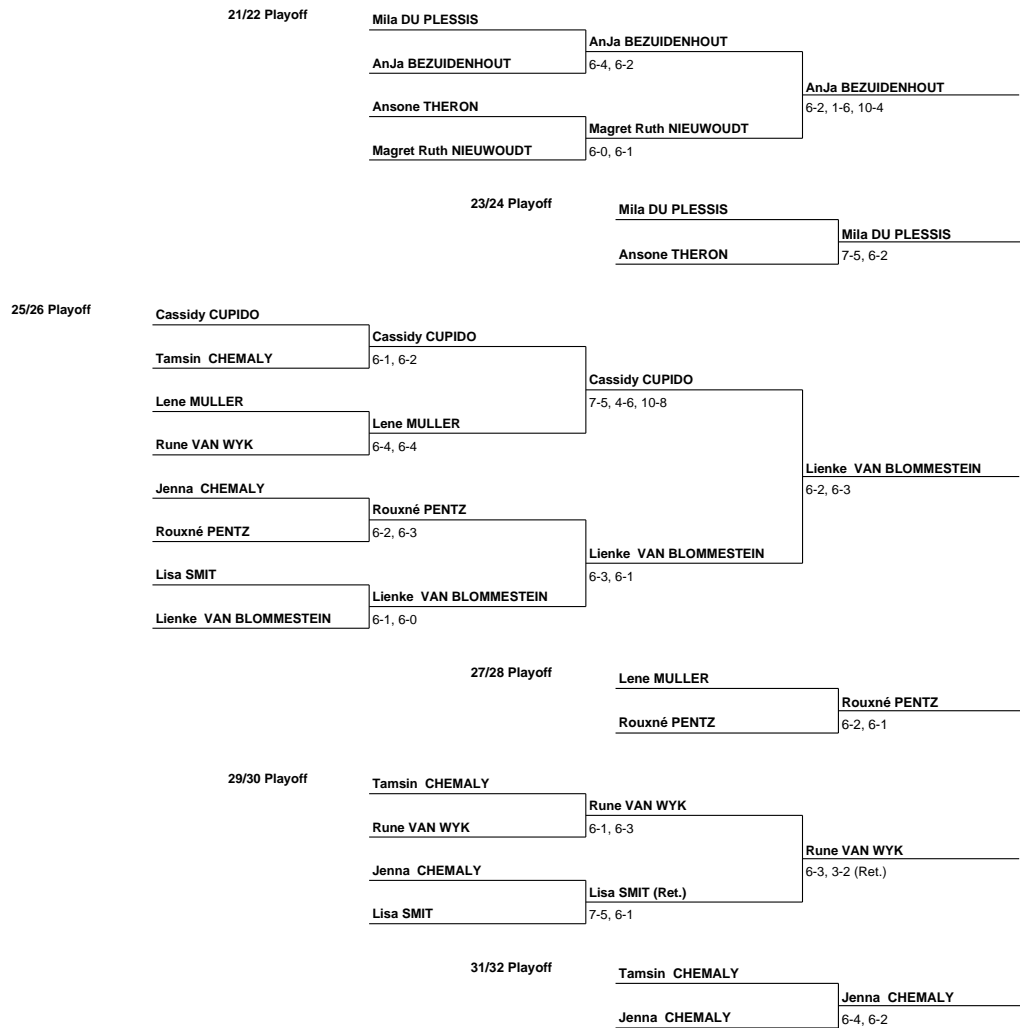 21/22 Playoff
Mila DU PLESSIS
AnJa BEZUIDENHOUT
AnJa BEZUIDENHOUT
6-4, 6-2
AnJa BEZUIDENHOUT
6-2, 1-6, 10-4
Ansone THERON
Magret Ruth NIEUWOUDT
Magret Ruth NIEUWOUDT
6-0, 6-1
23/24 Playoff
Mila DU PLESSIS
Mila DU PLESSIS
Ansone THERON
7-5, 6-2
25/26 Playoff
Cassidy CUPIDO
Cassidy CUPIDO
Tamsin CHEMALY
6-1, 6-2
Cassidy CUPIDO
7-5, 4-6, 10-8
Lene MULLER
Lene MULLER
Rune VAN WYK
6-4, 6-4
Lienke VAN BLOMMESTEIN
6-2, 6-3
Jenna CHEMALY
Rouxné PENTZ
Rouxné PENTZ
6-2, 6-3
Lienke VAN BLOMMESTEIN
6-3, 6-1
Lisa SMIT
Lienke VAN BLOMMESTEIN
Lienke VAN BLOMMESTEIN
6-1, 6-0
27/28 Playoff
Lene MULLER
Rouxné PENTZ
Rouxné PENTZ
6-2, 6-1
29/30 Playoff
Tamsin CHEMALY
Rune VAN WYK
Rune VAN WYK
6-1, 6-3
Rune VAN WYK
6-3, 3-2 (Ret.)
Jenna CHEMALY
Lisa SMIT (Ret.)
Lisa SMIT
7-5, 6-1
31/32 Playoff
Tamsin CHEMALY
Jenna CHEMALY
Jenna CHEMALY
6-4, 6-2